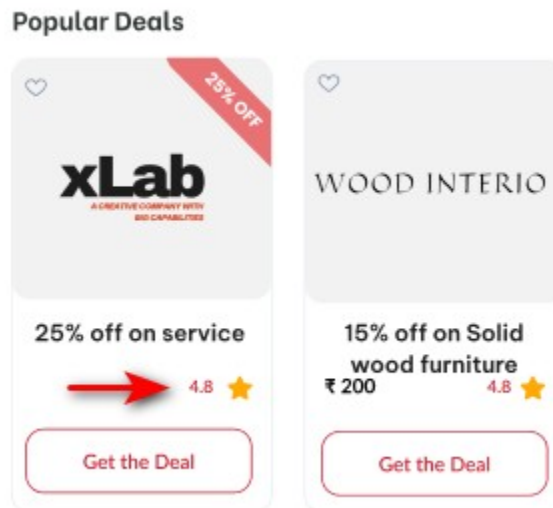 Popular Deals
25% OFF
xLab
A CREATIVE COMPANY WITH
BIG CAPABILITIES
25% off on service
4.8
Get the Deal
WOOD INTERIO
15% off on Solid
wood furniture
₹ 200 4.8
Get the Deal